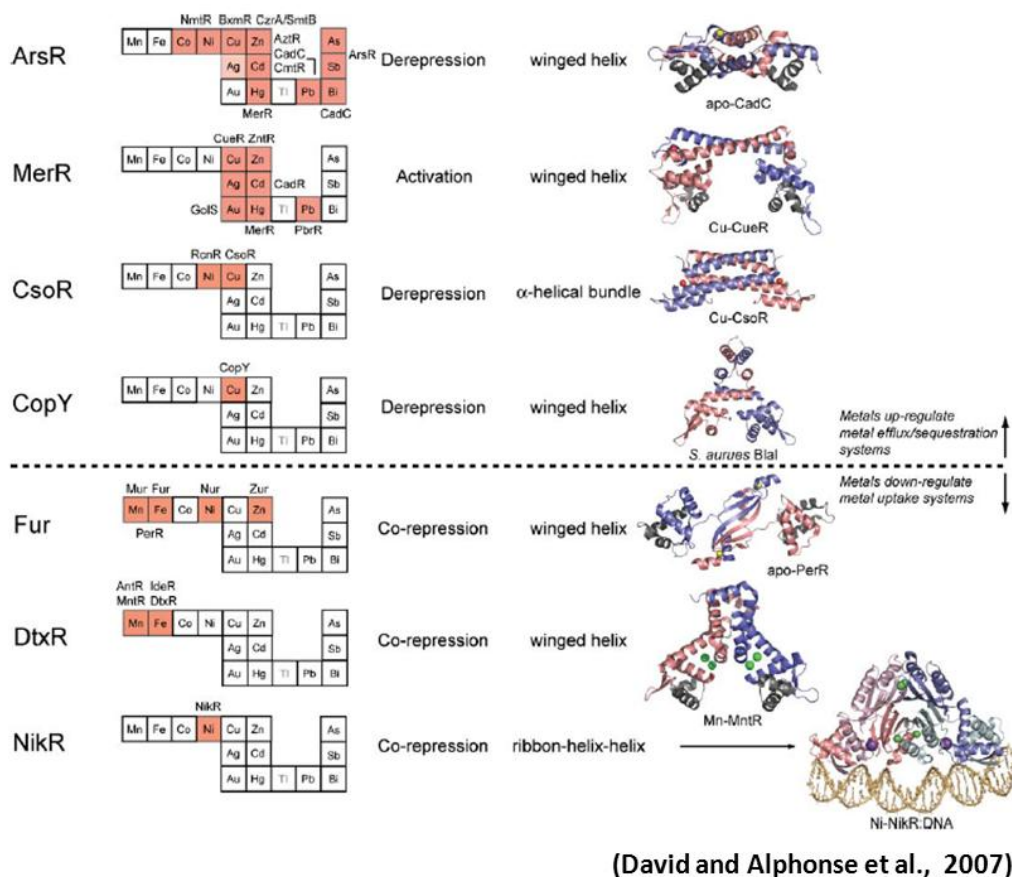 NmtR BxmR CzrA/SmtB
ArsR
Mn Fe Co Ni Cu Zn AztR As
Ag Cd CadC CmtR Sb ArsR
Au Hg Tl Pb Bi
MerR CadC
Derepression
winged helix
apo-CadC
CueR ZntR
MerR
Mn Fe Co Ni Cu Zn As
Ag Cd CadR Sb
GolS Au Hg Tl Pb Bi
MerR PbrR
Activation
winged helix
Cu-CueR
RcnR CsoR
CsoR
Mn Fe Co Ni Cu Zn As
Ag Cd Sb
Au Hg Tl Pb Bi
Derepression
α-helical bundle
Cu-CsoR
CopY
CopY
Mn Fe Co Ni Cu Zn As
Ag Cd Sb
Au Hg Tl Pb Bi
Derepression
winged helix
S. aurues BlaI
Metals up-regulate
metal efflux/sequestration
systems
Metals down-regulate
metal uptake systems
Mur Fur Nur Zur
Fur
Mn Fe Co Ni Cu Zn As
PerR Ag Cd Sb
Au Hg Tl Pb Bi
Co-repression
winged helix
apo-PerR
AntR IdeR
MntR DtxR
DtxR
Mn Fe Co Ni Cu Zn As
Ag Cd Sb
Au Hg Tl Pb Bi
Co-repression
winged helix
Mn-MntR
NikR
NikR
Mn Fe Co Ni Cu Zn As
Ag Cd Sb
Au Hg Tl Pb Bi
Co-repression
ribbon-helix-helix
Ni-NikR:DNA
(David and Alphonse et al., 2007)